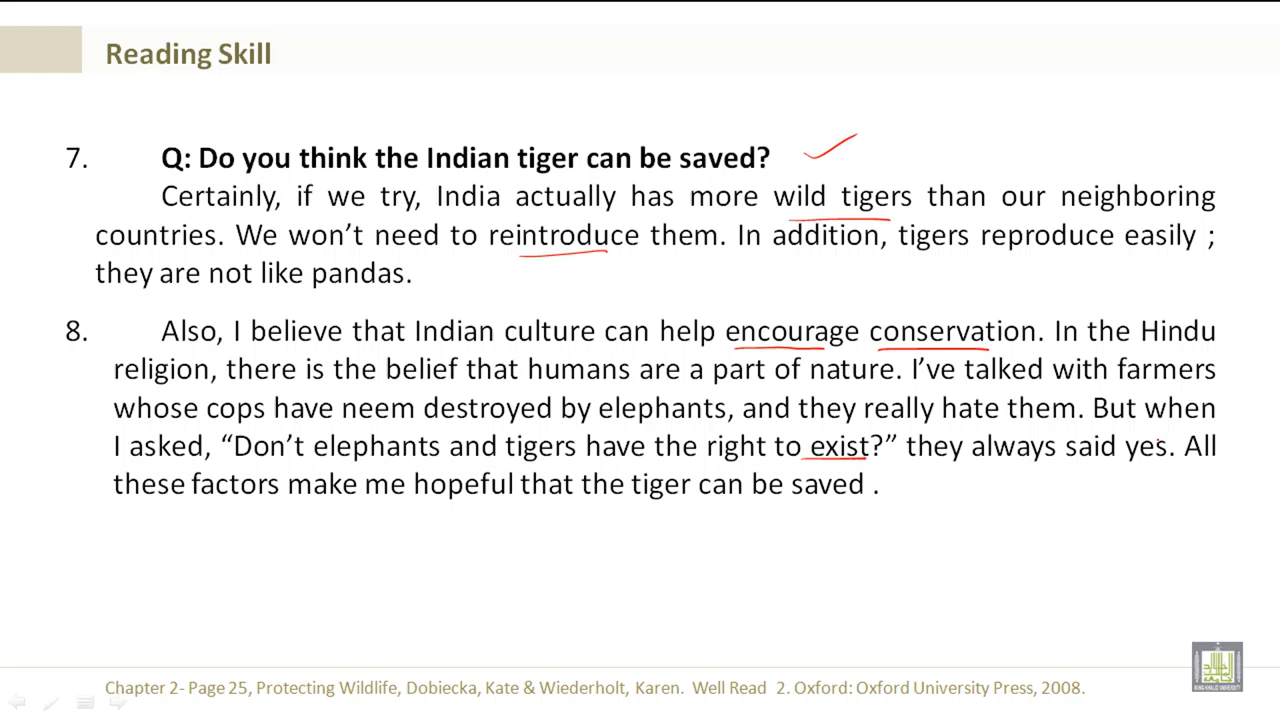 Reading Skill
7. Q: Do you think the Indian tiger can be saved?
Certainly, if we try, India actually has more wild tigers than our neighboring
countries. We won't need to reintroduce them. In addition, tigers reproduce easily ;
they are not like pandas.
8. Also, I believe that Indian culture can help encourage conservation. In the Hindu
religion, there is the belief that humans are a part of nature. I've talked with farmers
whose cops have neem destroyed by elephants, and they really hate them. But when
I asked, “Don't elephants and tigers have the right to exist?” they always said yes. All
these factors make me hopeful that the tiger can be saved .
Chapter 2- Page 25, Protecting Wildlife, Dobiecka, Kate & Wiederholt, Karen. Well Read 2. Oxford: Oxford University Press, 2008.
KING KHALID UNIVERSITY